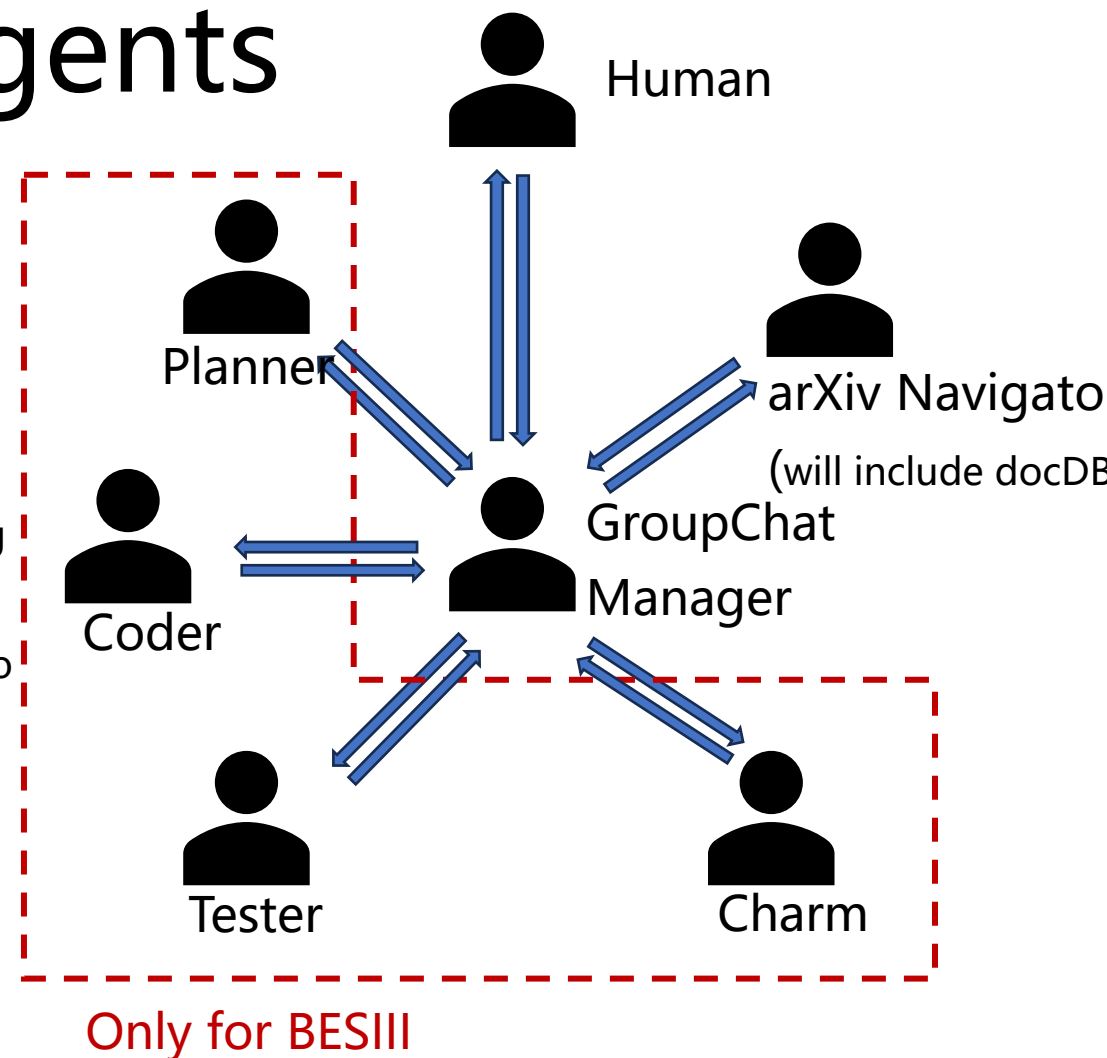 gents
Human
Planner
arXiv Navigato
(will include docDB
GroupChat
Manager
g
Coder
o
Tester
Charm
Only for BESIII